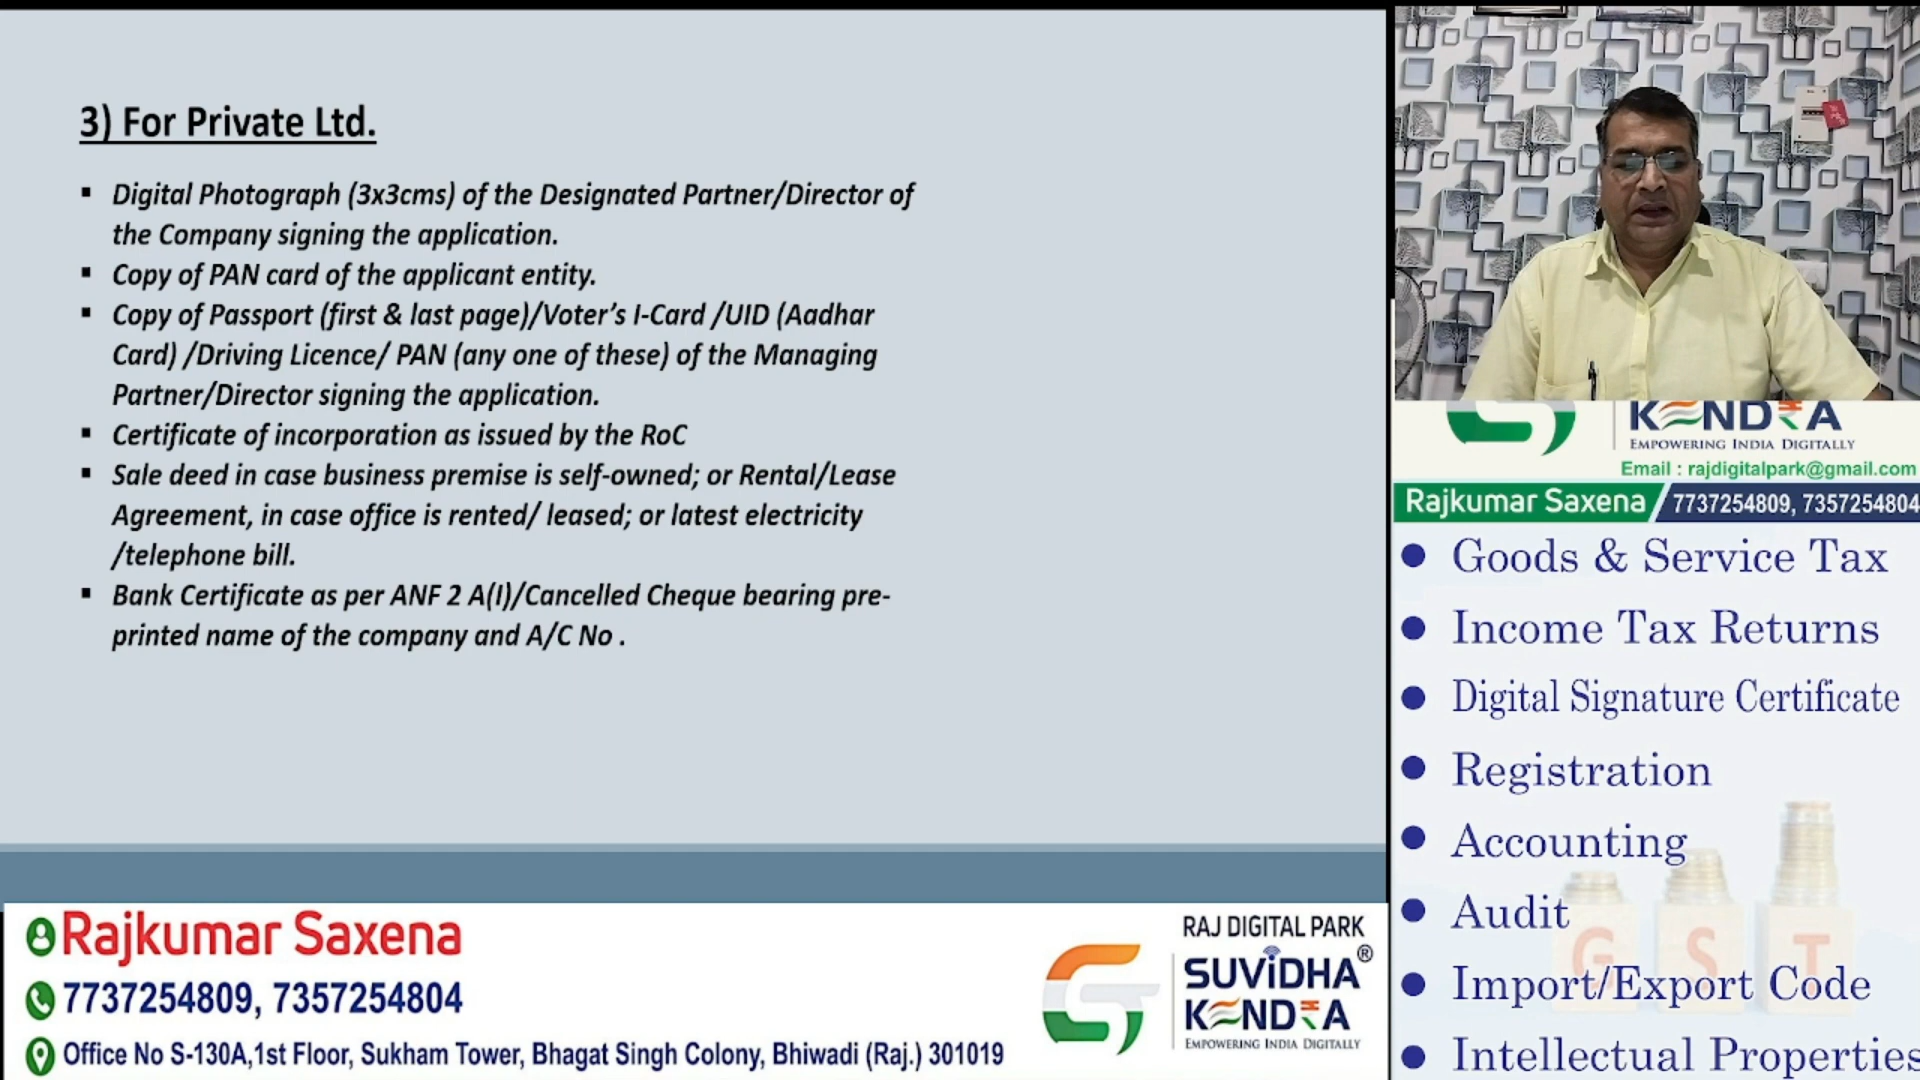 3) For Private Ltd.
Digital Photograph (3x3cms) of the Designated Partner/Director of
the Company signing the application.
Copy of PAN card of the applicant entity.
Copy of Passport (first & last page)/Voter’s I-Card /UID (Aadhar
Card) /Driving Licence/ PAN (any one of these) of the Managing
Partner/Director signing the application.
Certificate of incorporation as issued by the RoC
Sale deed in case business premise is self-owned; or Rental/Lease
Agreement, in case office is rented/ leased; or latest electricity
/telephone bill.
Bank Certificate as per ANF 2 A(I)/Cancelled Cheque bearing pre-
printed name of the company and A/C No .
Rajkumar Saxena
7737254809, 7357254804
Office No S-130A,1st Floor, Sukham Tower, Bhagat Singh Colony, Bhiwadi (Raj.) 301019
RAJ DIGITAL PARK
SUViDHA®
KENDRA
EMPOWERING INDIA DIGITALLY
KENDRA
EMPOWERING INDIA DIGITALLY
Email : rajdigitalpark@gmail.com
Rajkumar Saxena 7737254809, 7357254804
Goods & Service Tax
Income Tax Returns
Digital Signature Certificate
Registration
Accounting
Audit
Import/Export Code
Intellectual Properties
G S T